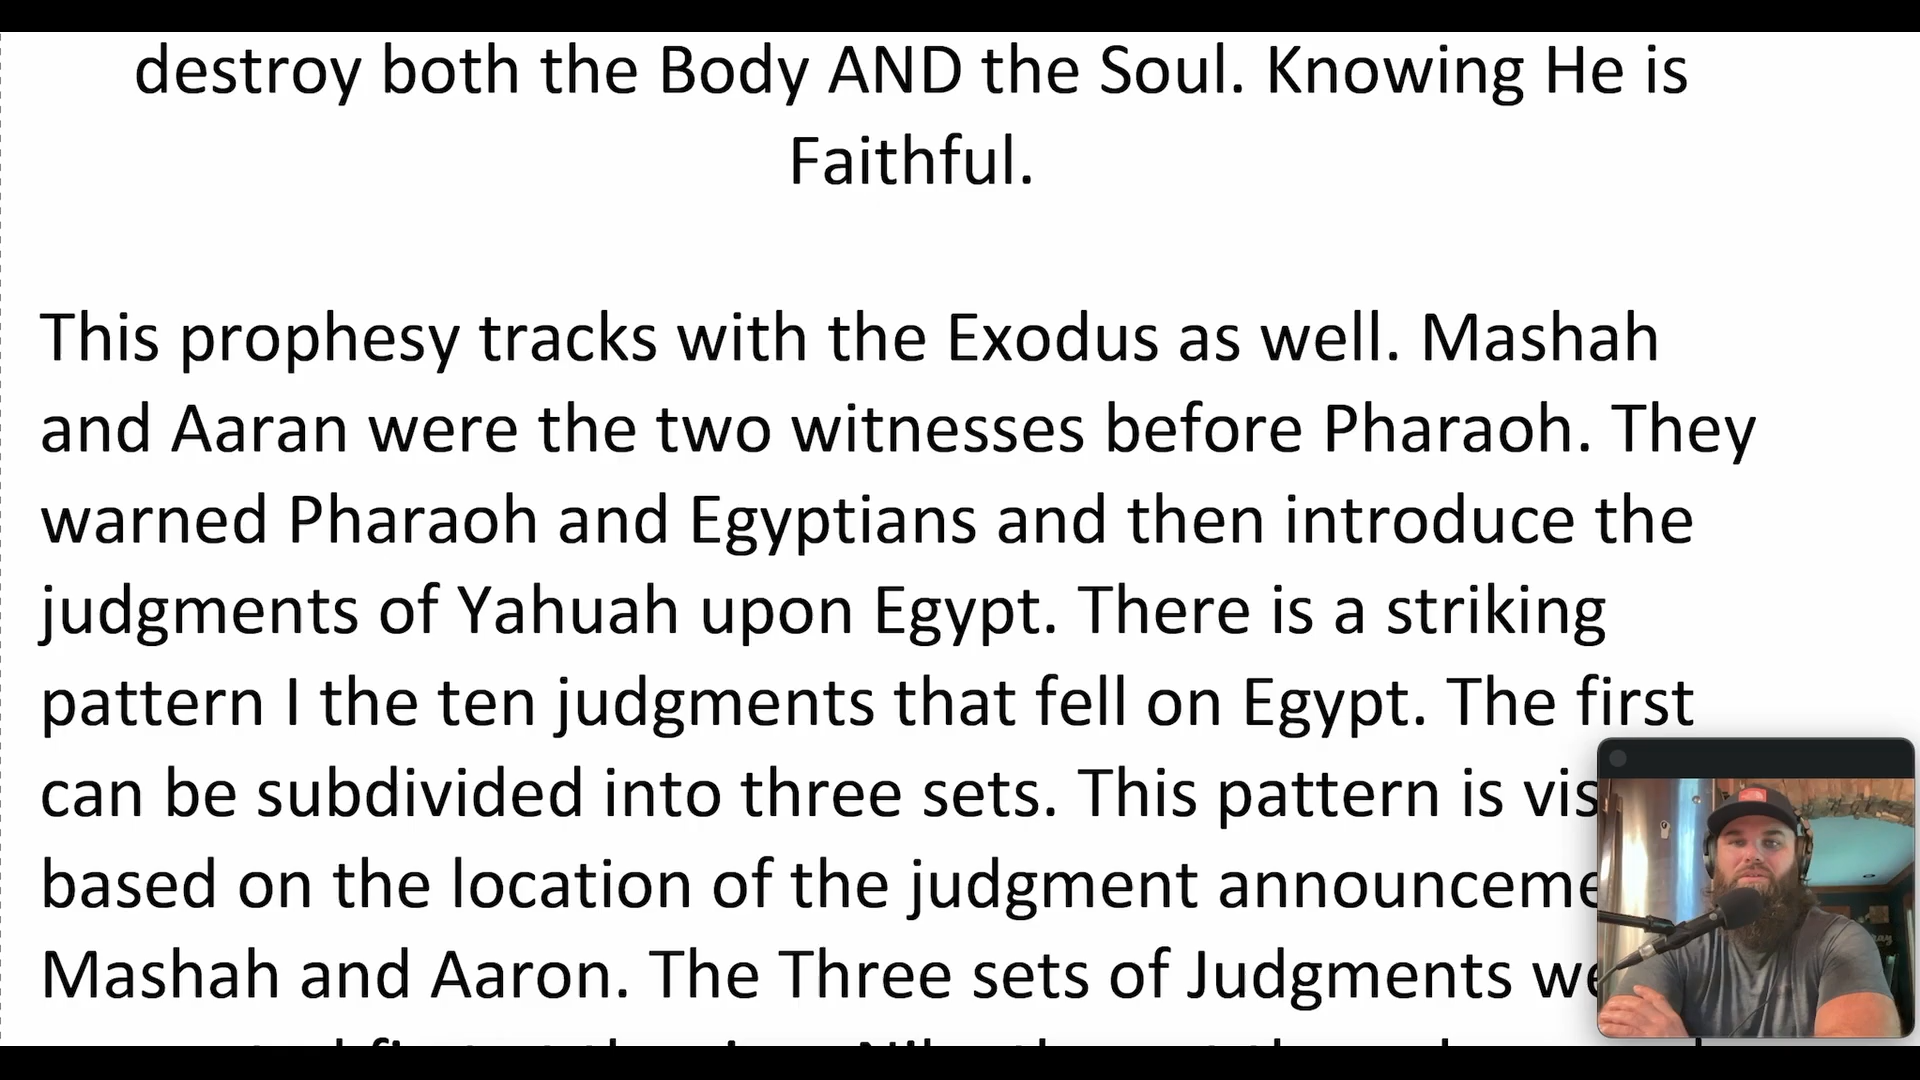 destroy both the Body AND the Soul. Knowing He is
Faithful.
This prophesy tracks with the Exodus as well. Mashah
and Aaran were the two witnesses before Pharaoh. They
warned Pharaoh and Egyptians and then introduce the
judgments of Yahuah upon Egypt. There is a striking
pattern I the ten judgments that fell on Egypt. The first
can be subdivided into three sets. This pattern is
based on the location of the judgment
Mashah and Aaron. The Three sets of Judgments